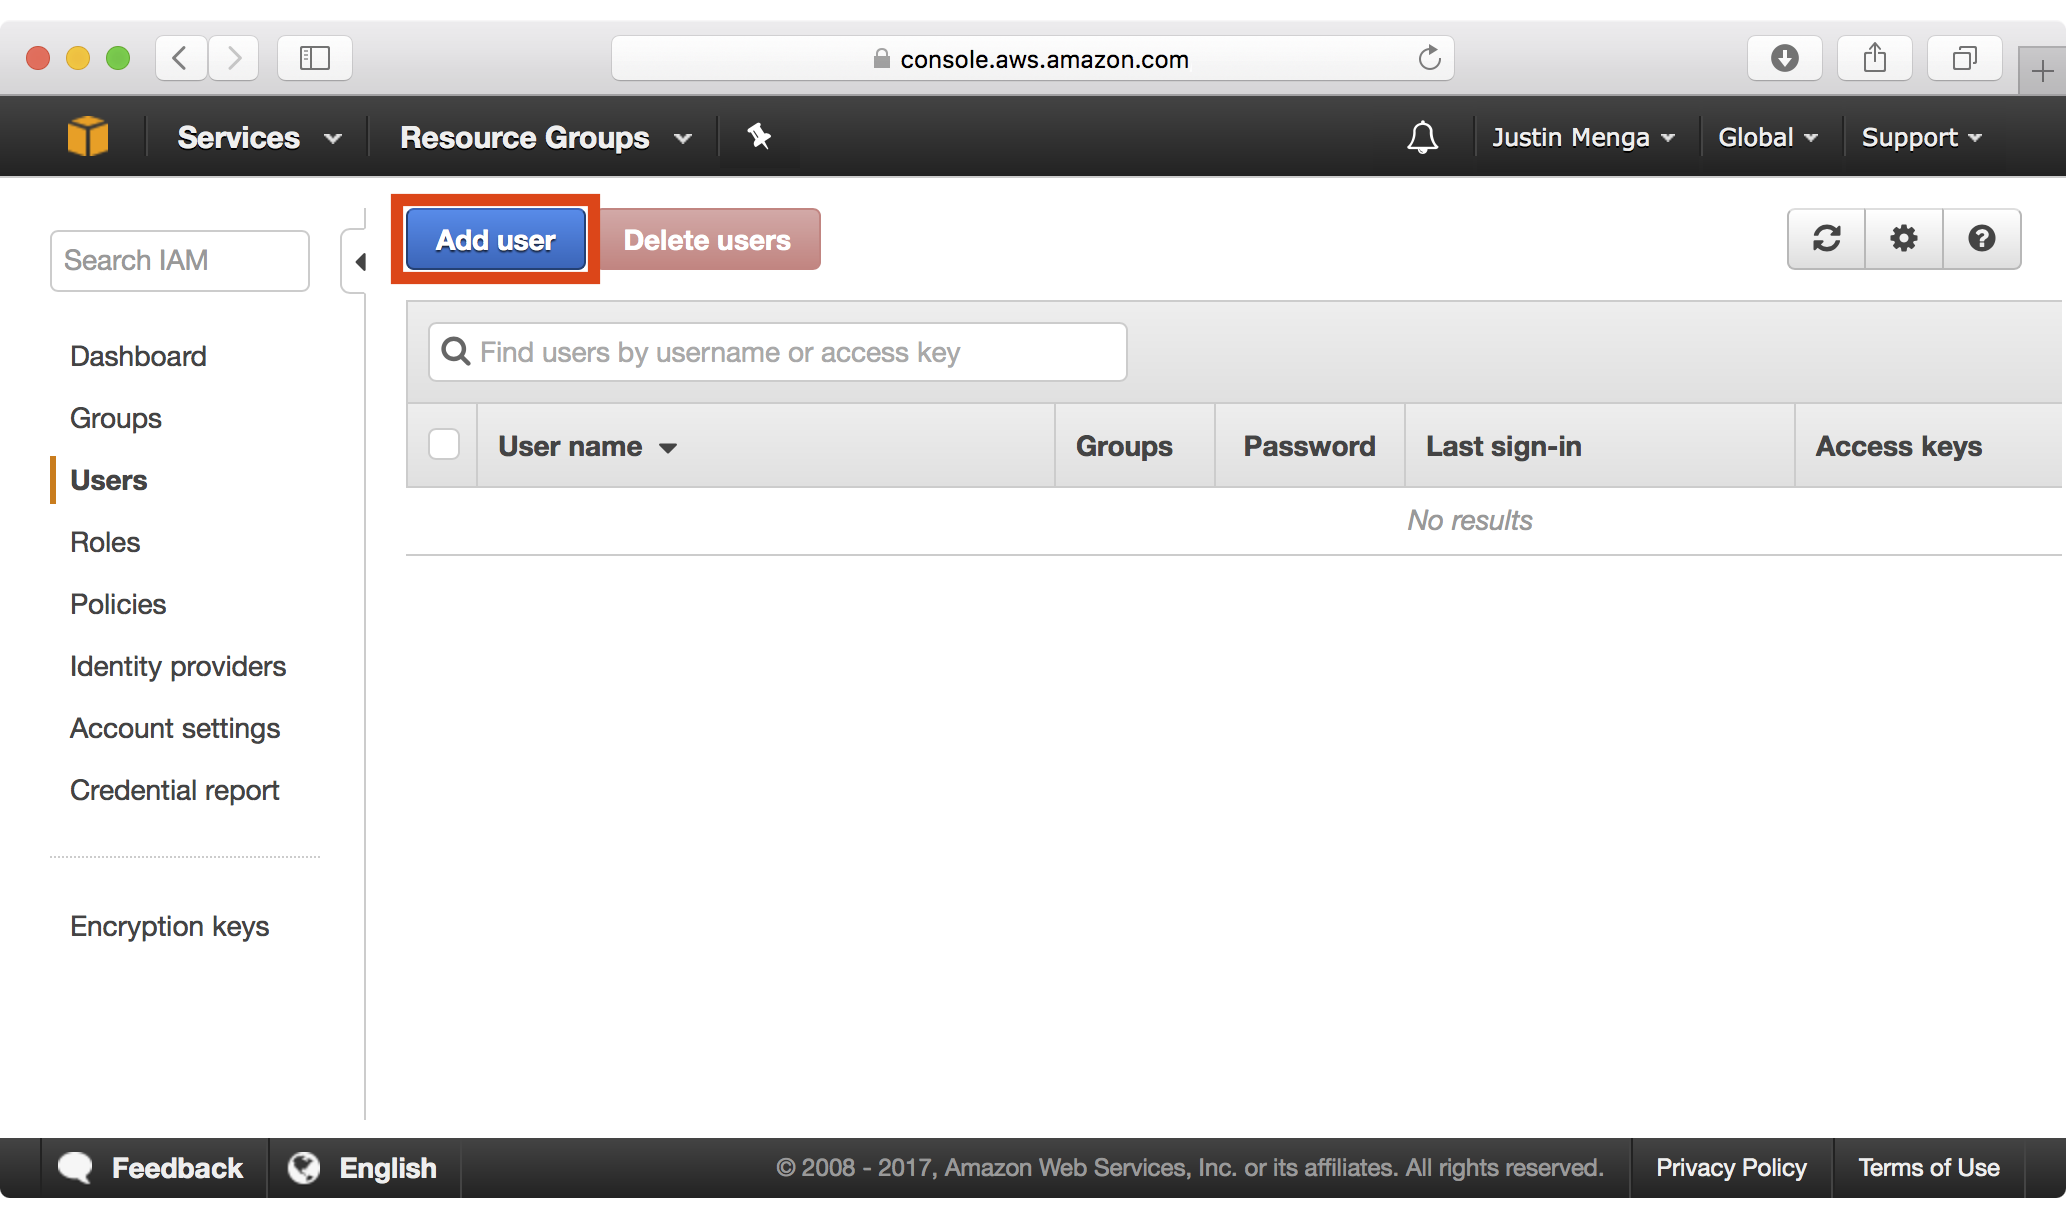 console.aws.amazon.com
Services
Resource Groups
Justin Menga
Global
Support
Search IAM
Dashboard
Groups
Users
Roles
Policies
Identity providers
Account settings
Credential report
Encryption keys
Add user
Delete users
Find users by username or access key
User name
Groups
Password
Last sign-in
Access keys
No results
Feedback
English
© 2008 - 2017, Amazon Web Services, Inc. or its affiliates. All rights reserved.
Privacy Policy
Terms of Use